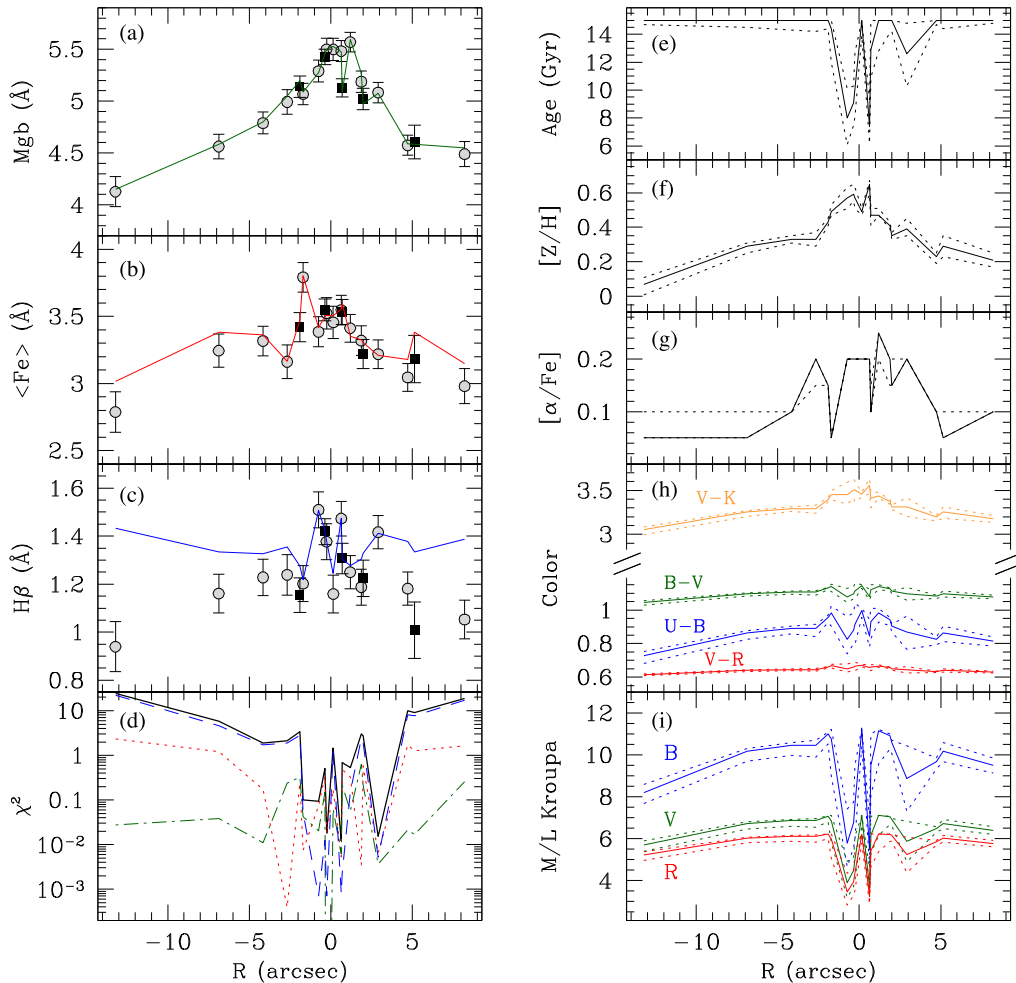 (a)
Mgb (Å)
5.5
5
4.5
4
(b)
<Fe> (Å)
4
3.5
3
2.5
(c)
Hβ (Å)
1.6
1.4
1.2
1
0.8
(d)
χ²
10
1
0.1
10⁻²
10⁻³
−10 −5 0 5
R (arcsec)
(e)
Age (Gyr)
14
12
10
8
6
(f)
[Z/H]
0.6
0.4
0.2
0
(g)
[α/Fe]
0.2
0.1
(h)
Color
3.5
3
1
0.8
0.6
V−K
B−V
U−B
V−R
(i)
M/L Kroupa
12
10
8
6
4
B
V
R
−10 −5 0 5
R (arcsec)